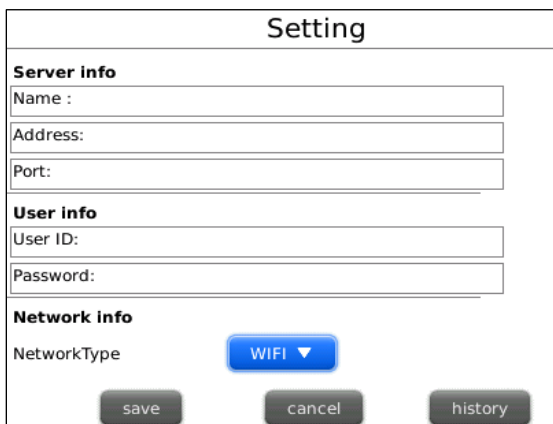 Setting
Server info
Name :
Address:
Port:
User info
User ID:
Password:
Network info
NetworkType WIFI ▼
save cancel history